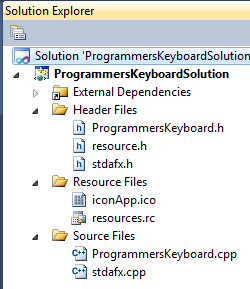 Solution Explorer
Solution 'ProgrammersKeyboardSolution
ProgrammersKeyboardSolution
External Dependencies
Header Files
ProgrammersKeyboard.h
resource.h
stdafx.h
Resource Files
iconApp.ico
resources.rc
Source Files
ProgrammersKeyboard.cpp
stdafx.cpp